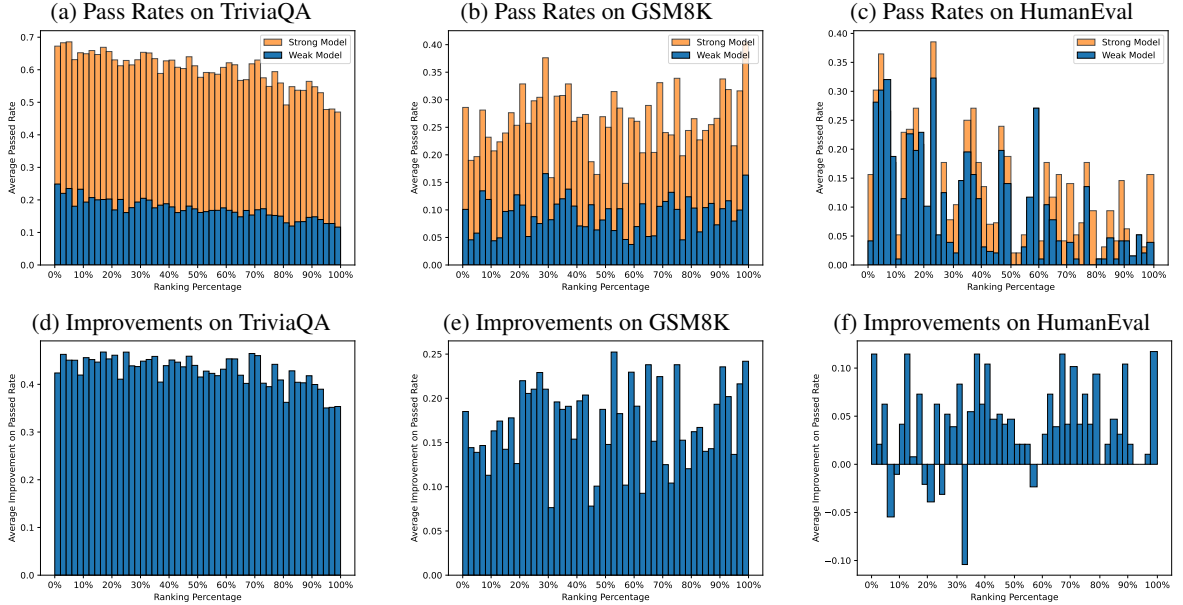 (a) Pass Rates on TriviaQA
Average Passed Rate
0.7
0.6
0.5
0.4
0.3
0.2
0.1
0.0
Strong Model
Weak Model
0% 10% 20% 30% 40% 50% 60% 70% 80% 90% 100%
Ranking Percentage
(b) Pass Rates on GSM8K
Average Passed Rate
0.40
0.35
0.30
0.25
0.20
0.15
0.10
0.05
0.00
Strong Model
Weak Model
0% 10% 20% 30% 40% 50% 60% 70% 80% 90% 100%
Ranking Percentage
(c) Pass Rates on HumanEval
Average Passed Rate
0.40
0.35
0.30
0.25
0.20
0.15
0.10
0.05
0.00
Strong Model
Weak Model
0% 10% 20% 30% 40% 50% 60% 70% 80% 90% 100%
Ranking Percentage
(d) Improvements on TriviaQA
Average Improvement on Passed Rate
0.4
0.3
0.2
0.1
0.0
0% 10% 20% 30% 40% 50% 60% 70% 80% 90% 100%
Ranking Percentage
(e) Improvements on GSM8K
Average Improvement on Passed Rate
0.25
0.20
0.15
0.10
0.05
0.00
0% 10% 20% 30% 40% 50% 60% 70% 80% 90% 100%
Ranking Percentage
(f) Improvements on HumanEval
Average Improvement on Passed Rate
0.10
0.05
0.00
−0.05
−0.10
0% 10% 20% 30% 40% 50% 60% 70% 80% 90% 100%
Ranking Percentage